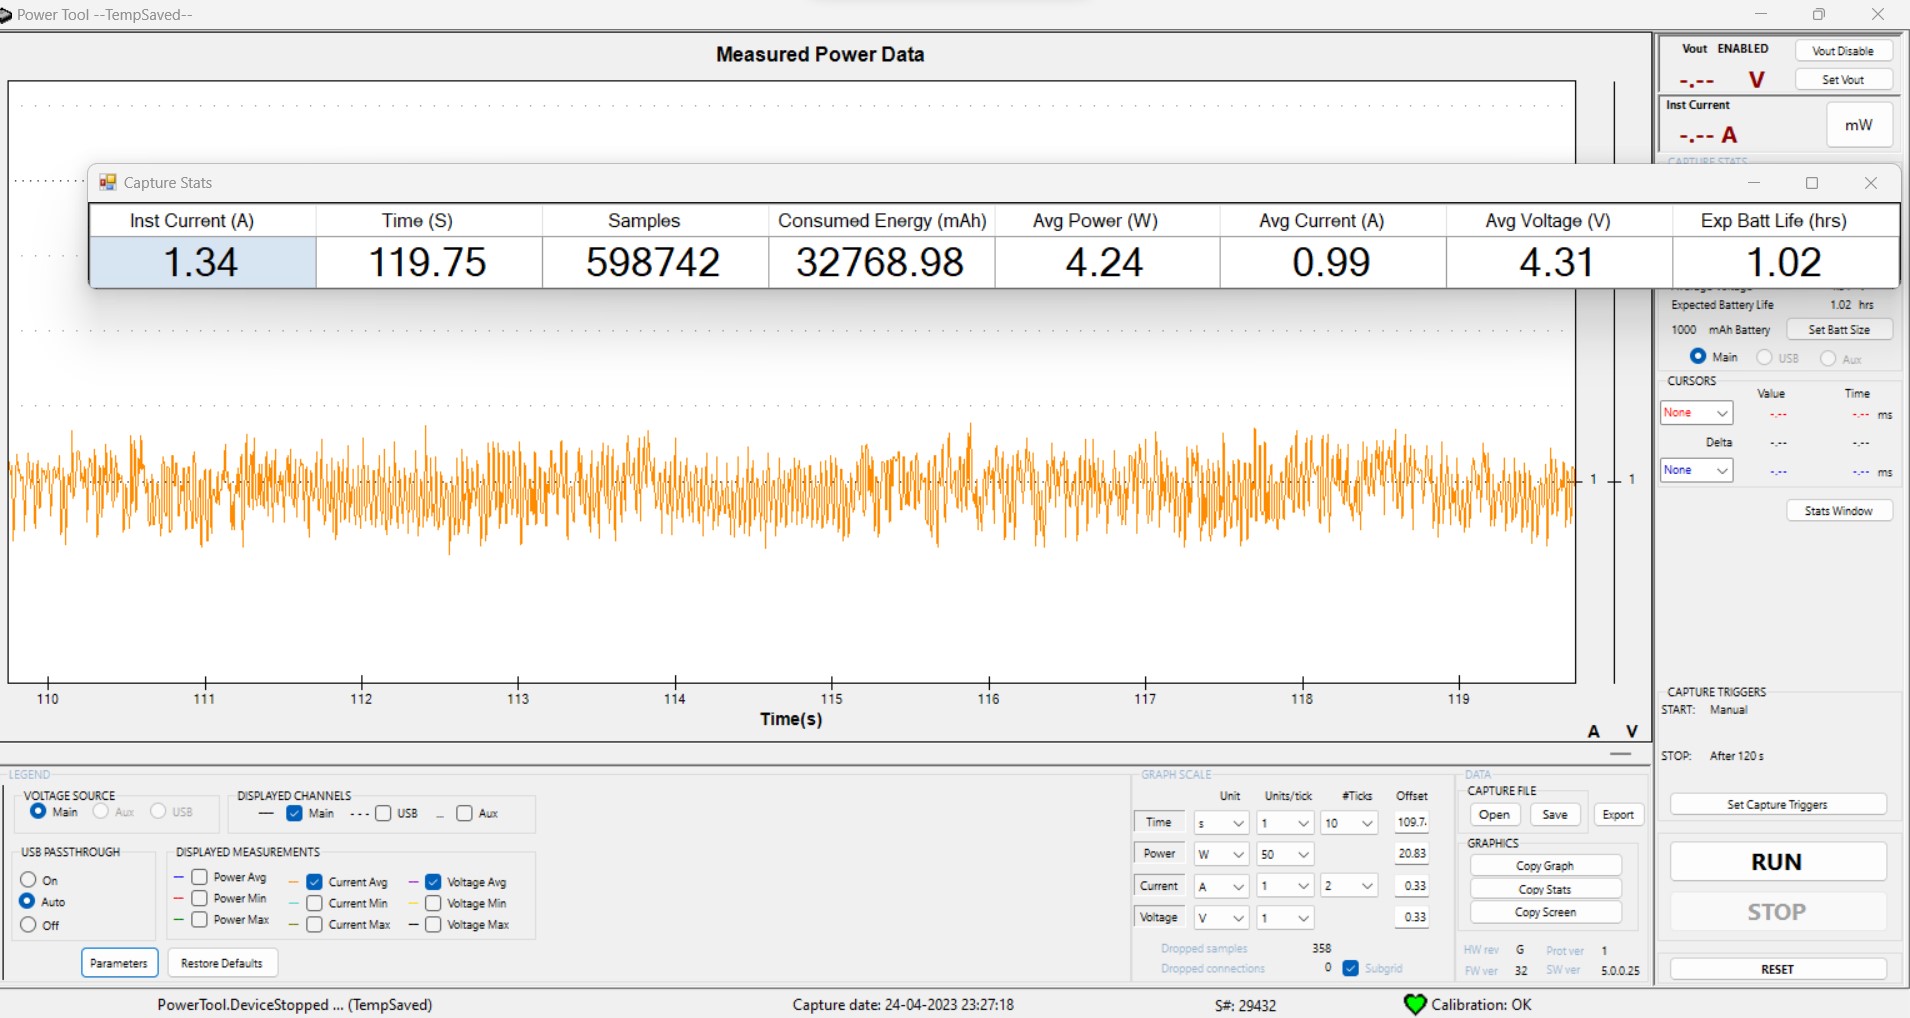 Power Tool --TempSaved--
Measured Power Data
Vout ENABLED
Vout Disable
-.-- V
Set Vout
Inst Current
-.-- A
mW
CAPTURE STATS
Capture Stats
Inst Current (A) Time (S) Samples Consumed Energy (mAh) Avg Power (W) Avg Current (A) Avg Voltage (V) Exp Batt Life (hrs)
1.34 119.75 598742 32768.98 4.24 0.99 4.31 1.02
Expected Battery Life 1.02 hrs
1000 mAh Battery Set Batt Size
Main USB Aux
CURSORS
Value Time
None -.-- -.-- ms
Delta -.-- -.--
None -.-- -.-- ms
1 1
Stats Window
110 111 112 113 114 115 116 117 118 119
Time(s)
A V
CAPTURE TRIGGERS
START: Manual
STOP: After 120 s
Set Capture Triggers
RUN
STOP
RESET
LEGEND
VOLTAGE SOURCE
Main Aux USB
DISPLAYED CHANNELS
Main USB Aux
USB PASSTHROUGH
On
Auto
Off
DISPLAYED MEASUREMENTS
Power Avg Current Avg Voltage Avg
Power Min Current Min Voltage Min
Power Max Current Max Voltage Max
Parameters Restore Defaults
GRAPH SCALE
Unit Units/tick #Ticks Offset
Time s 1 10 109.7
Power W 50 20.83
Current A 1 2 0.33
Voltage V 1 0.33
Dropped samples 358
Dropped connections 0 Subgrid
DATA
CAPTURE FILE
Open Save Export
GRAPHICS
Copy Graph
Copy Stats
Copy Screen
HW rev G Prot ver 1
FW ver 32 SW ver 5.0.0.25
PowerTool.DeviceStopped ... (TempSaved) Capture date: 24-04-2023 23:27:18 S#: 29432 Calibration: OK